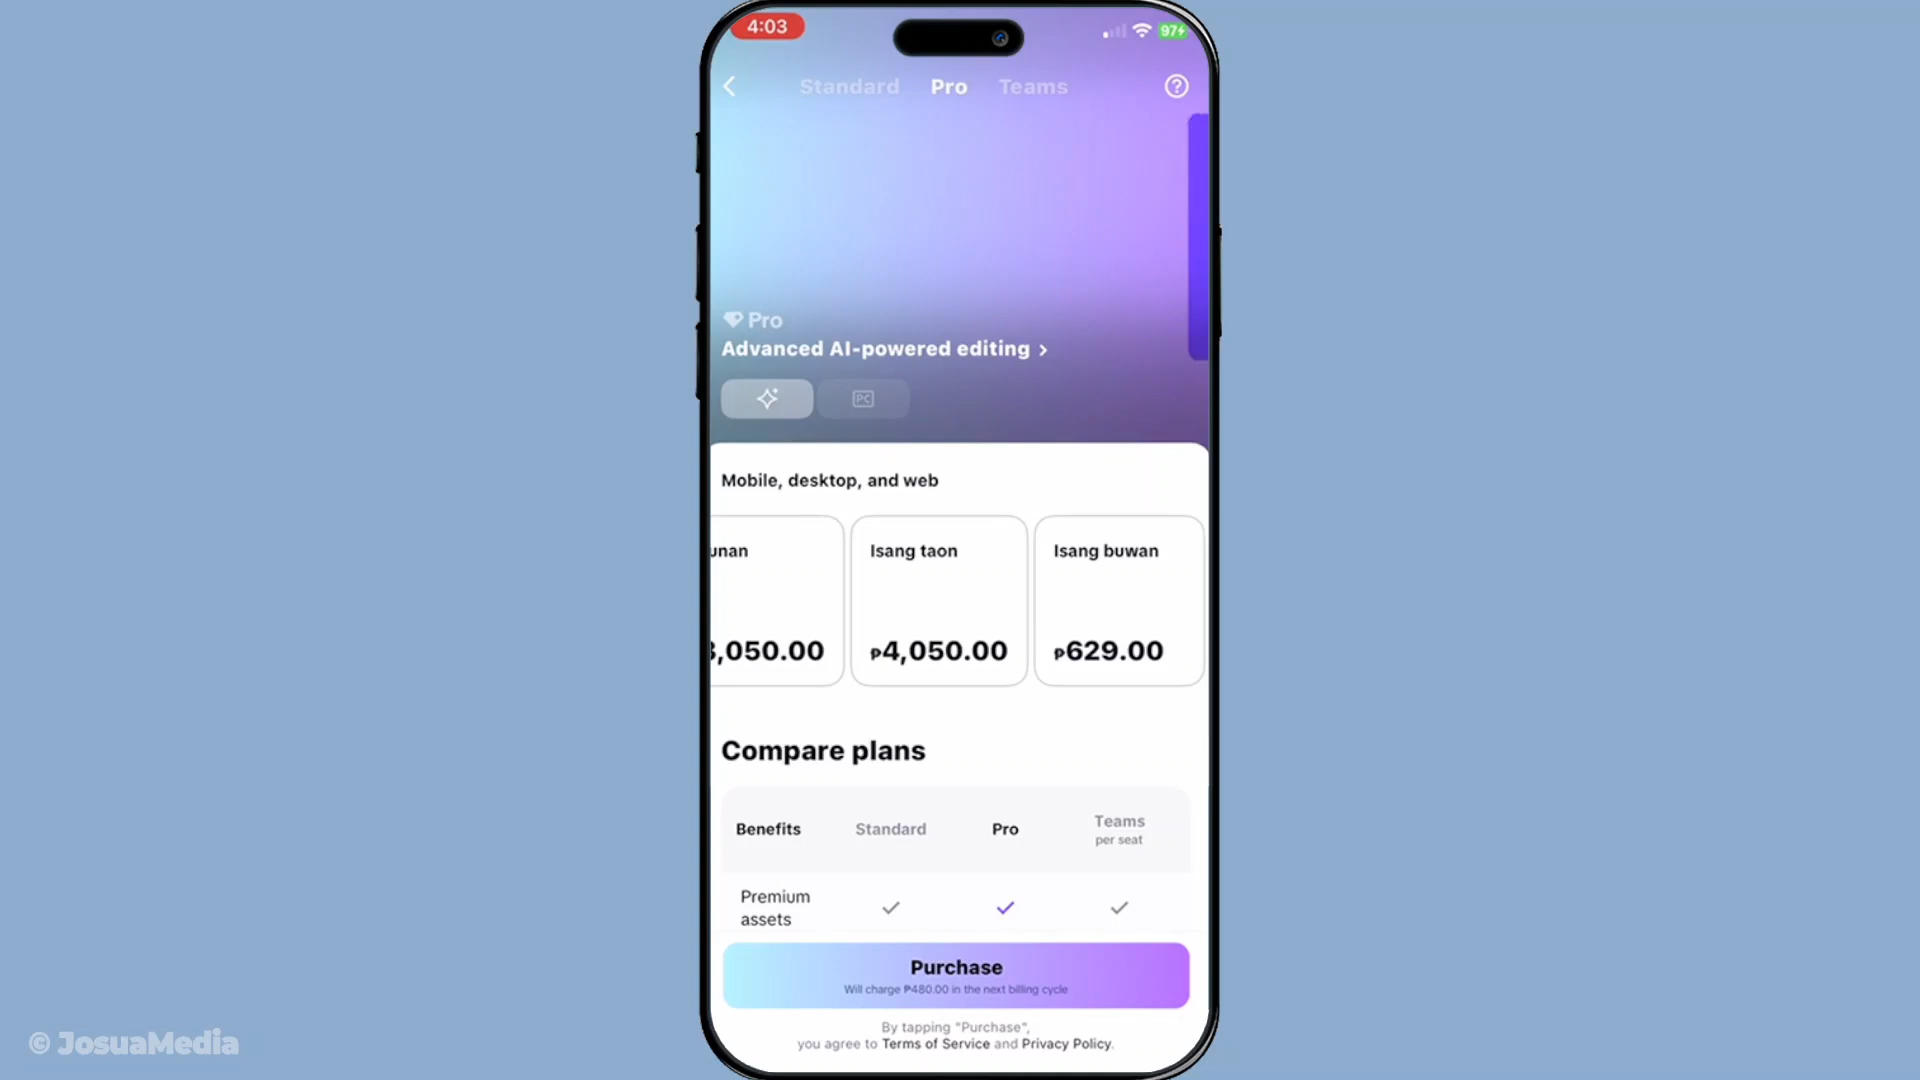 4:03
97
Standard Pro Teams
Pro
Advanced AI-powered editing
PC
Mobile, desktop, and web
unan
Isang taon
Isang buwan
,050.00
₱4,050.00
₱629.00
Compare plans
Benefits Standard Pro Teams
per seat
Premium
assets
Purchase
Will charge ₱480.00 in the next billing cycle
By tapping "Purchase",
you agree to Terms of Service and Privacy Policy.
© JosuaMedia